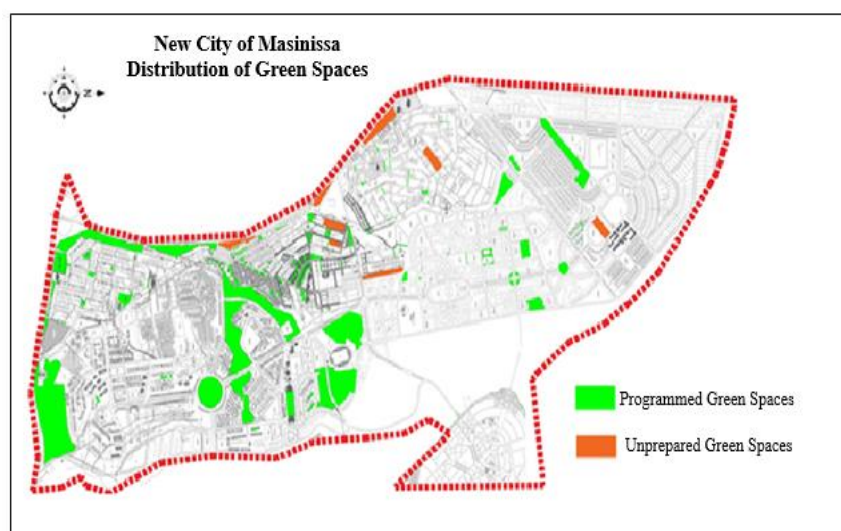 New City of Masinissa
Distribution of Green Spaces
N
Programmed Green Spaces
Unprepared Green Spaces